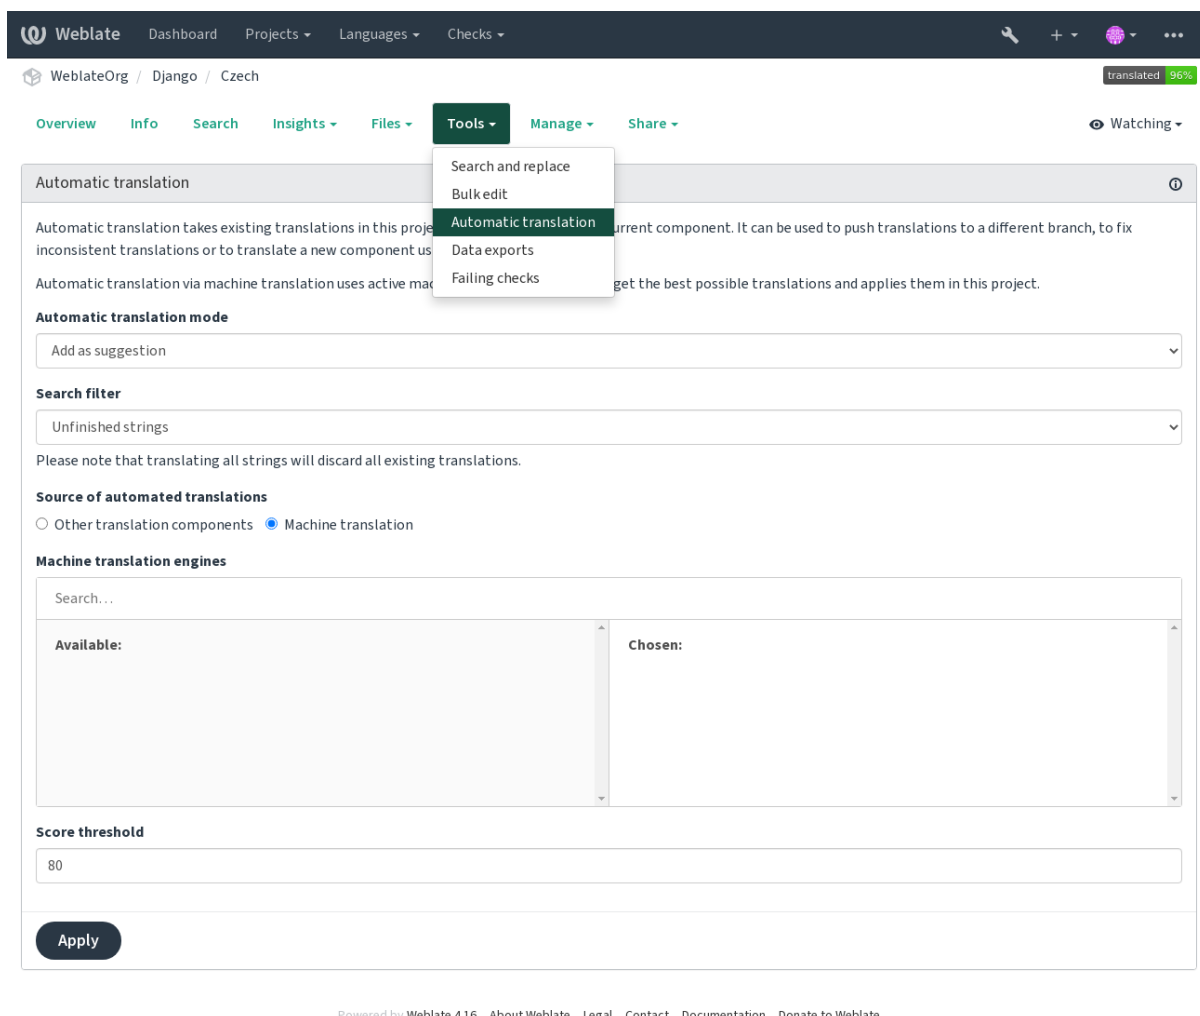 Weblate Dashboard Projects Languages Checks
WeblateOrg / Django / Czech translated 96%
Overview Info Search Insights Files Tools Manage Share Watching
Search and replace
Bulk edit
Automatic translation
Data exports
Failing checks
Automatic translation
Automatic translation takes existing translations in this proje urrent component. It can be used to push translations to a different branch, to fix
inconsistent translations or to translate a new component us
Automatic translation via machine translation uses active mac get the best possible translations and applies them in this project.
Automatic translation mode
Add as suggestion
Search filter
Unfinished strings
Please note that translating all strings will discard all existing translations.
Source of automated translations
Other translation components Machine translation
Machine translation engines
Search…
Available: Chosen:
Score threshold
80
Apply
Powered by Weblate 4.16 About Weblate Legal Contact Documentation Donate to Weblate